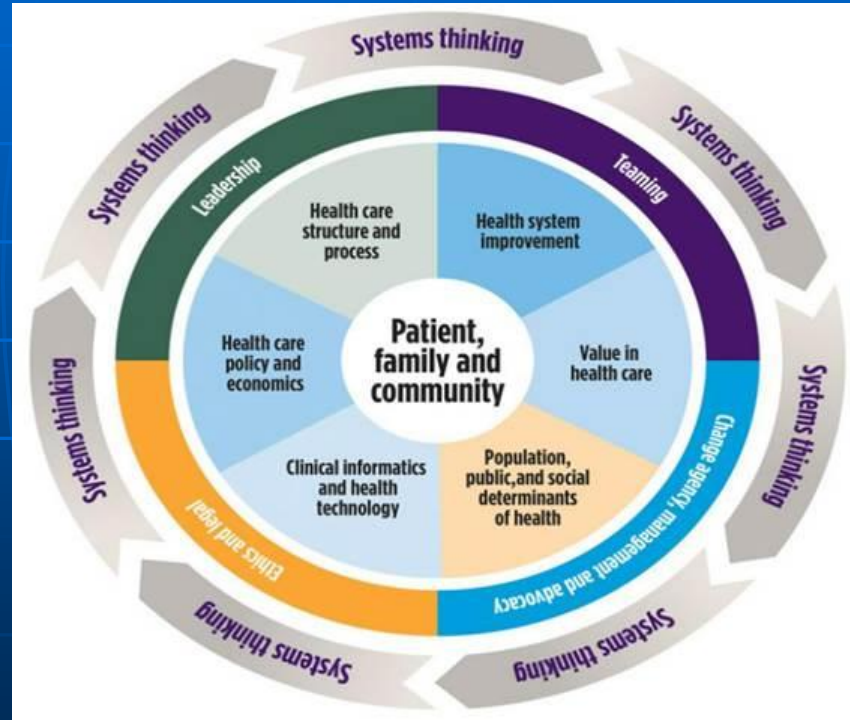 Systems thinking
Systems thinking
Systems thinking
Systems thinking
Systems thinking
Systems thinking
Systems thinking
Leadership
Teaming
Change agency, management and advocacy
Ethics and legal
Health care
structure and
process
Health system
improvement
Value in
health care
Population,
public,and social
determinants
of health
Clinical informatics
and health
technology
Health care
policy and
economics
Patient,
family and
community